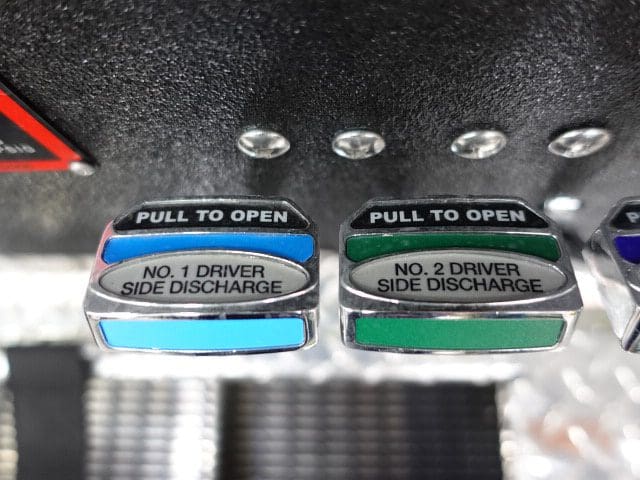 PULL TO OPEN
NO. 1 DRIVER
SIDE DISCHARGE
PULL TO OPEN
NO. 2 DRIVER
SIDE DISCHARGE